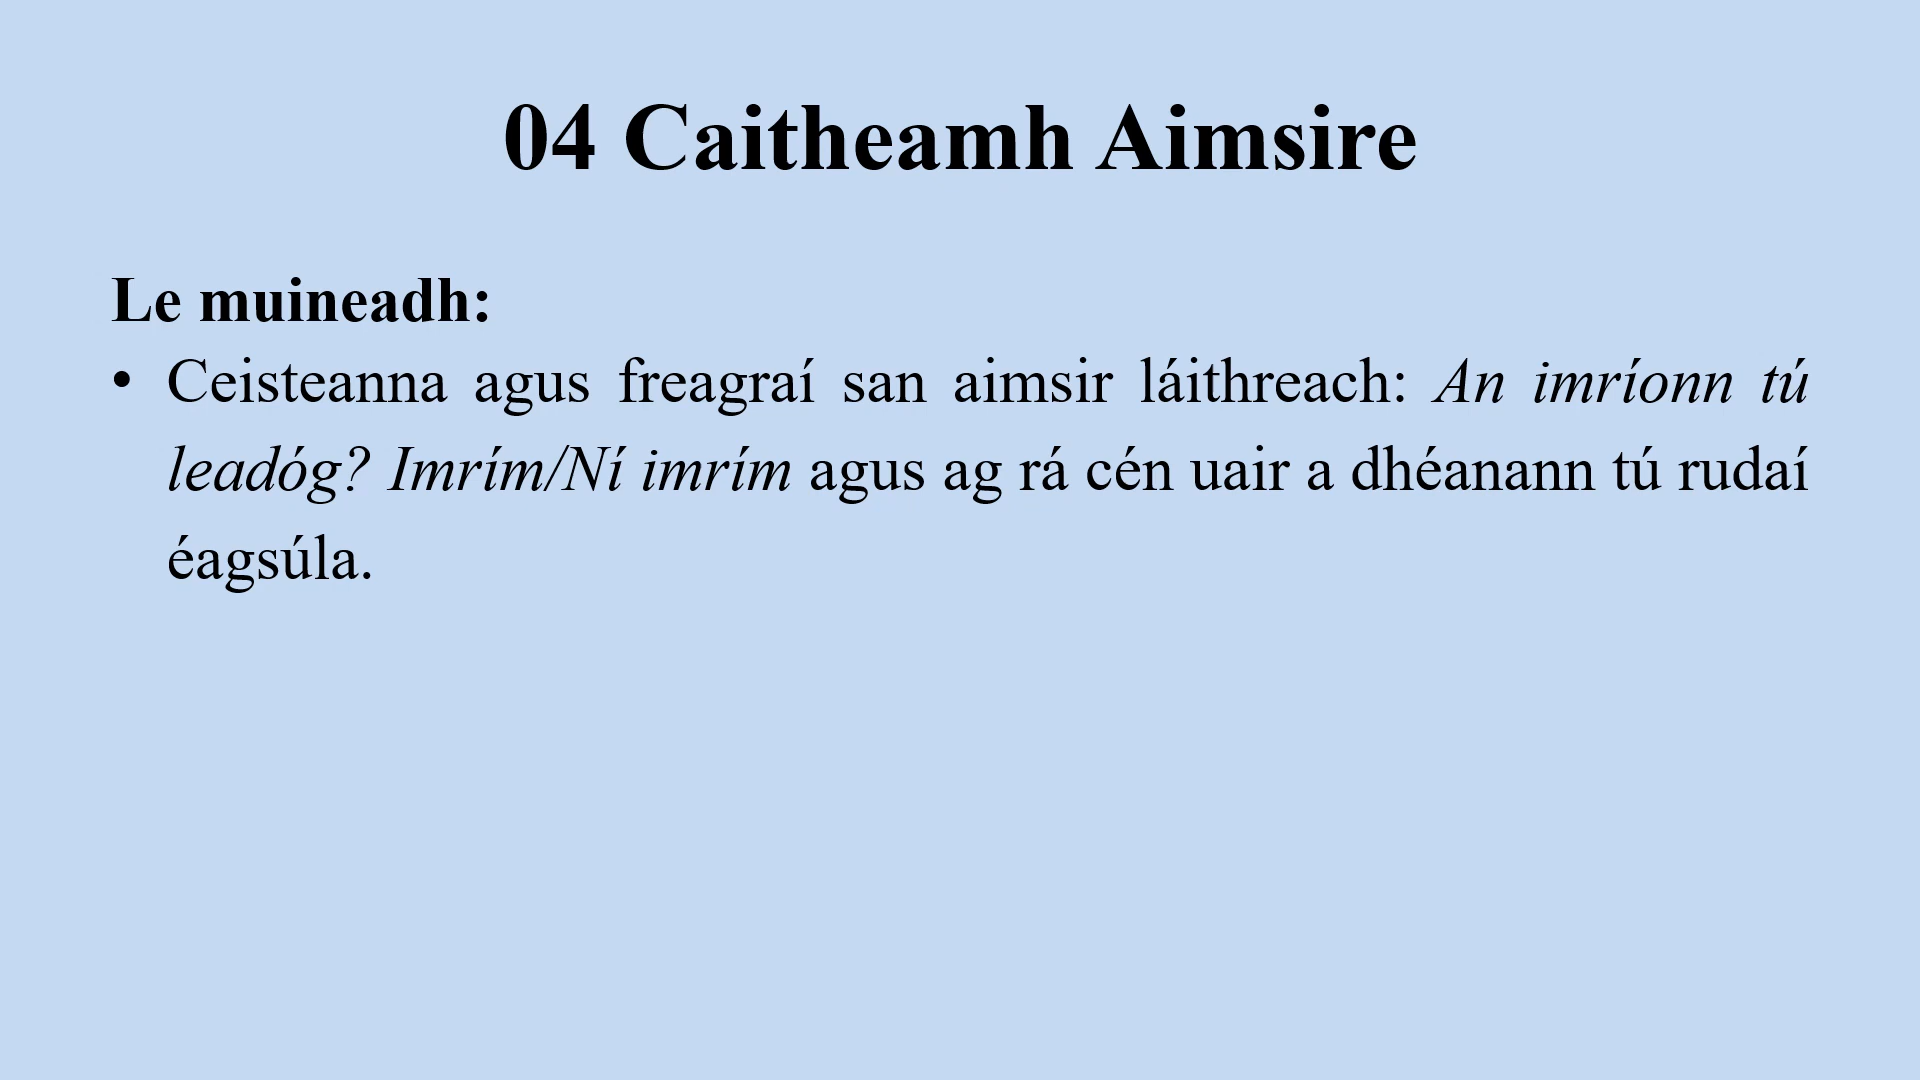 04 Caitheamh Aimsire
Le muineadh:
• Ceisteanna agus freagraí san aimsir láithreach: An imríonn tú
leadóg? Imrím/Ní imrím agus ag rá cén uair a dhéanann tú rudaí
éagsúla.